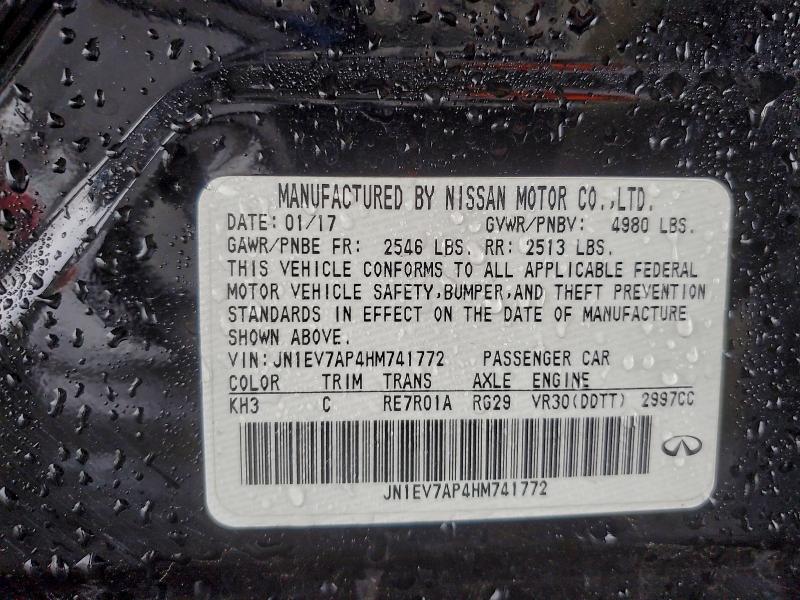 MANUFACTURED BY NISSAN MOTOR CO.,LTD.
DATE: 01/17 GVWR/PNBV: 4980 LBS.
GAWR/PNBE FR: 2546 LBS. RR: 2513 LBS.
THIS VEHICLE CONFORMS TO ALL APPLICABLE FEDERAL
MOTOR VEHICLE SAFETY,BUMPER,AND THEFT PREVENTION
STANDARDS IN EFFECT ON THE DATE OF MANUFACTURE
SHOWN ABOVE.
VIN:JN1EV7AP4HM741772 PASSENGER CAR
COLOR TRIM TRANS AXLE ENGINE
KH3 C RE7R01A RG29 VR30(DDTT) 2997CC
JN1EV7AP4HM741772